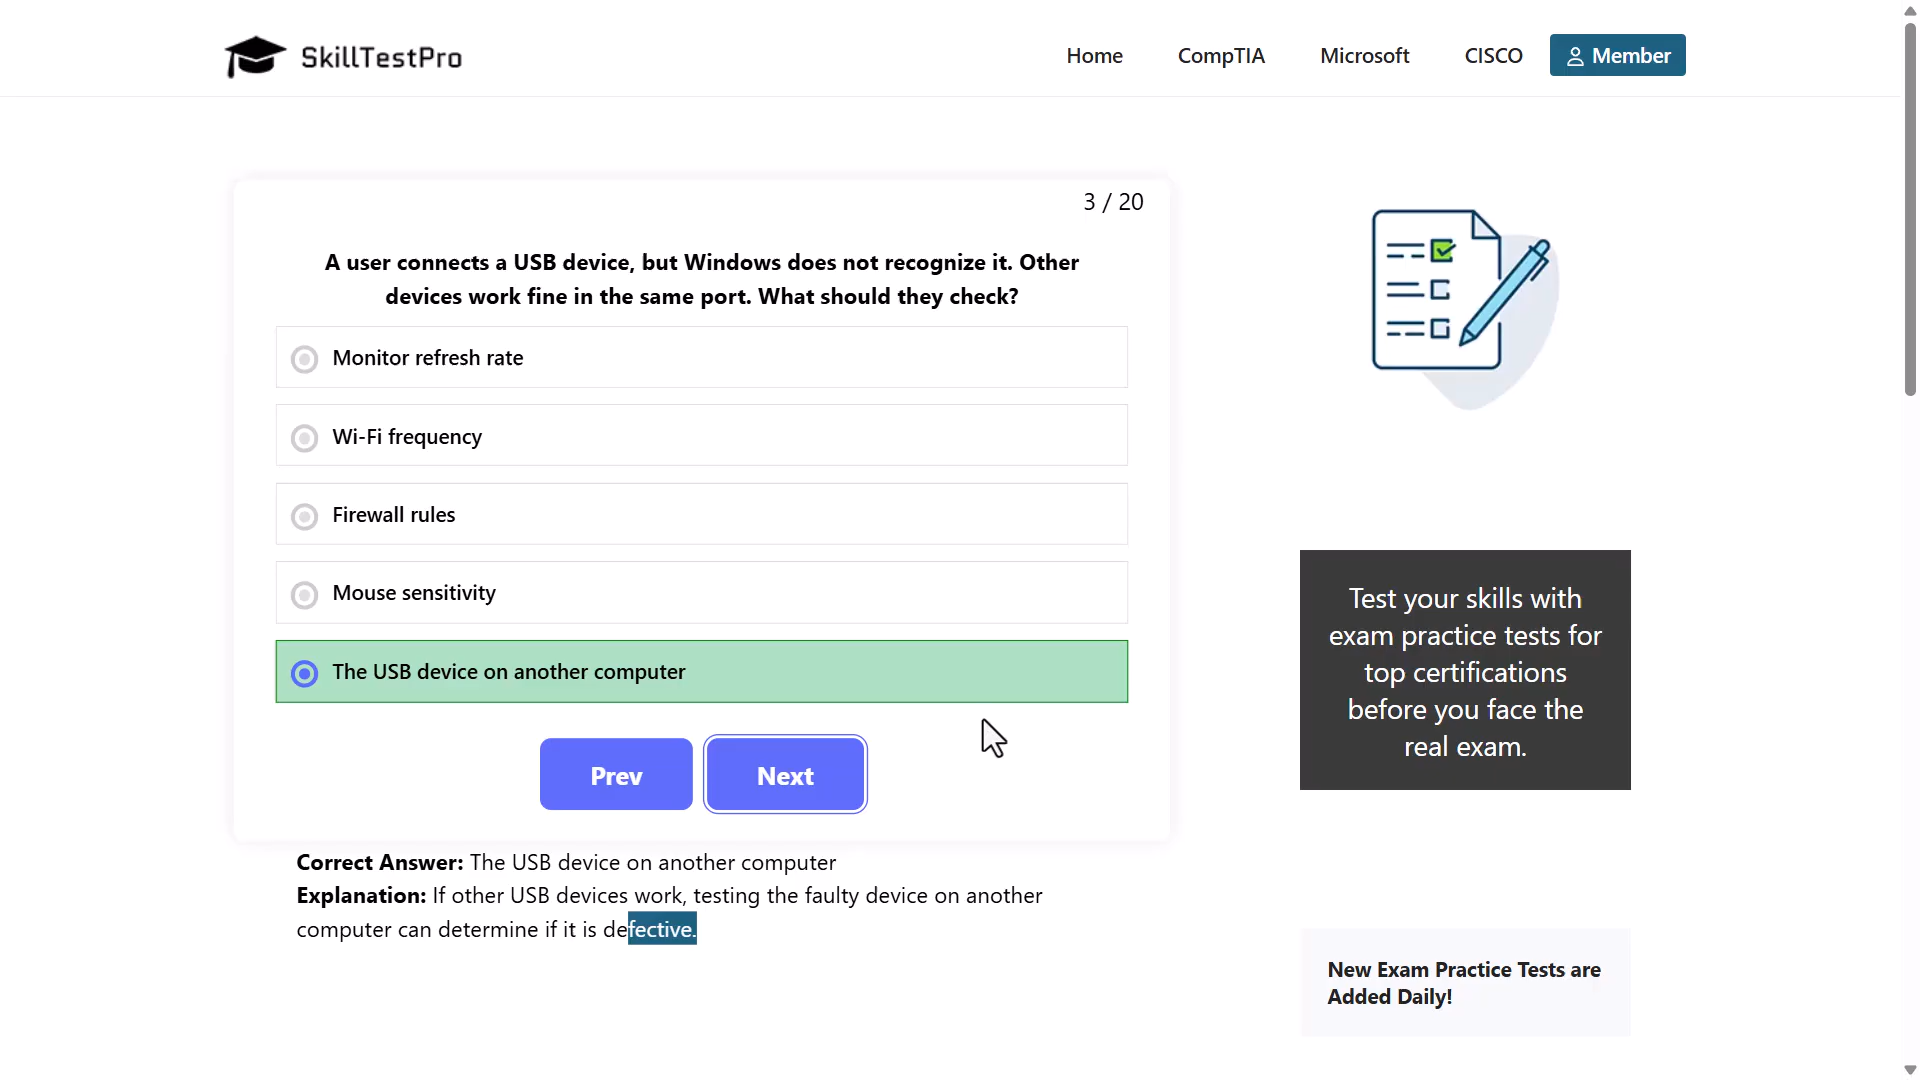 SkillTestPro
Home
CompTIA
Microsoft
CISCO
Member
3 / 20
A user connects a USB device, but Windows does not recognize it. Other
devices work fine in the same port. What should they check?
Monitor refresh rate
Wi-Fi frequency
Firewall rules
Mouse sensitivity
The USB device on another computer
Prev
Next
Correct Answer: The USB device on another computer
Explanation: If other USB devices work, testing the faulty device on another
computer can determine if it is defective.
Test your skills with
exam practice tests for
top certifications
before you face the
real exam.
New Exam Practice Tests are
Added Daily!